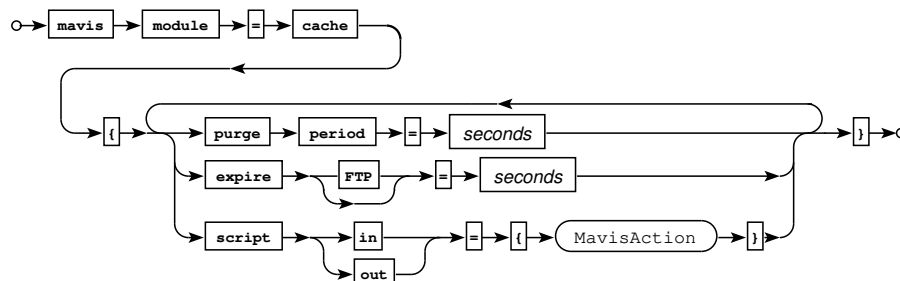 mavis module = cache
{ purge period = seconds }
expire FTP = seconds
script in = { MavisAction }
out